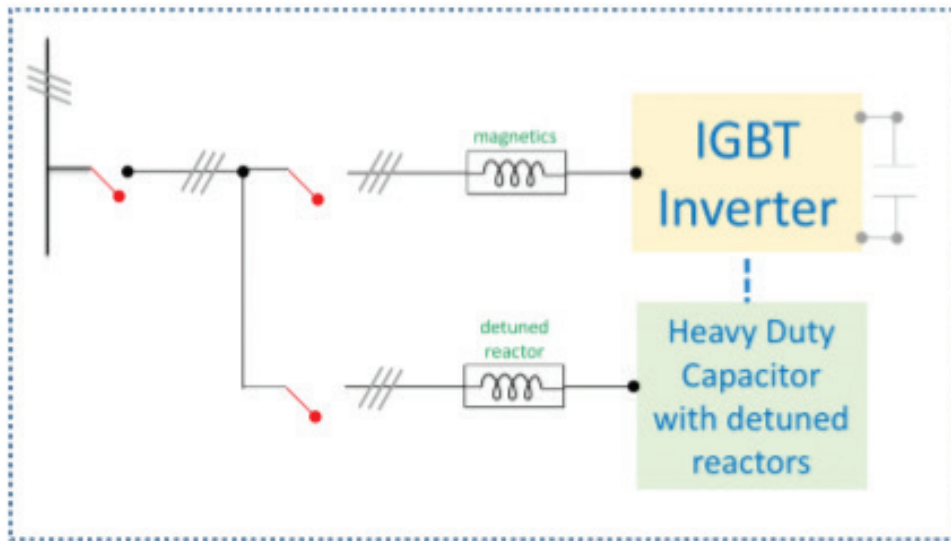 magnetics
IGBT
Inverter
detuned
reactor
Heavy Duty
Capacitor
with detuned
reactors